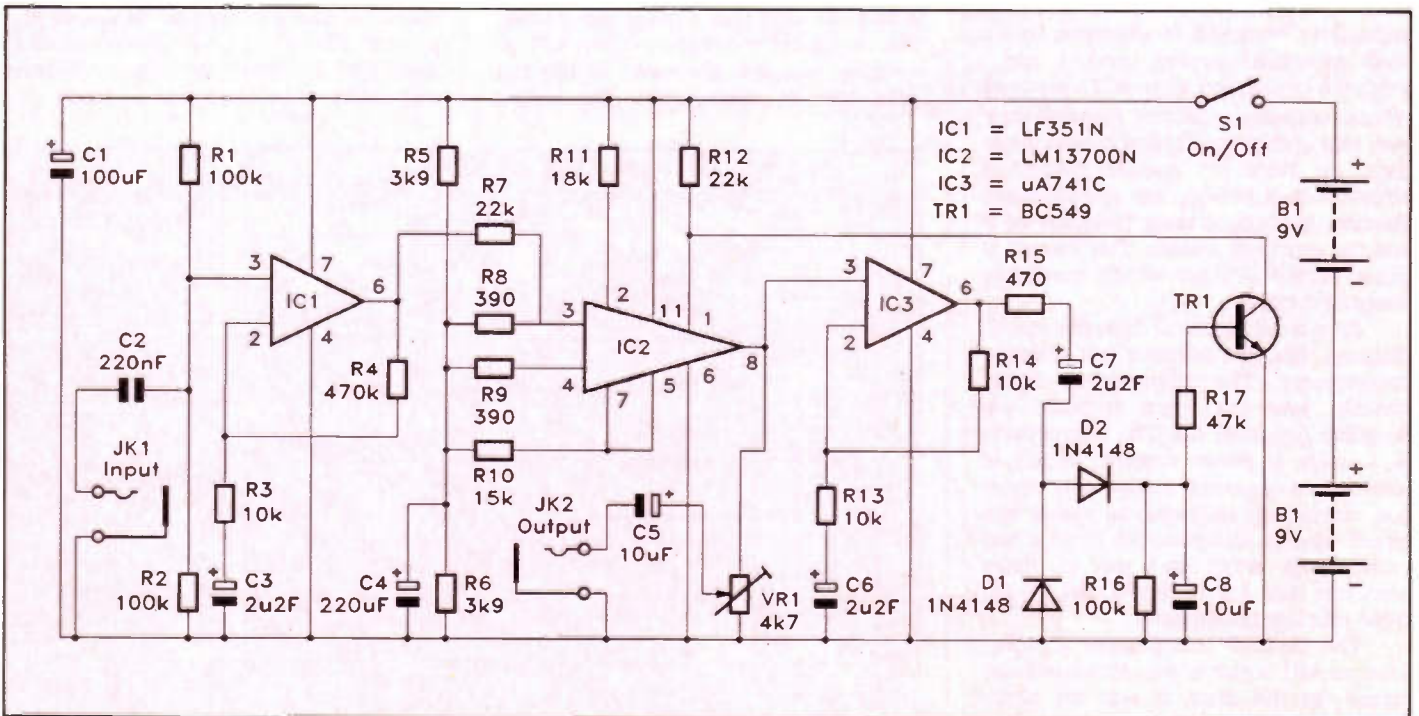 C1
100uF
R1
100k
C2
220nF
JK1
Input
R2
100k
3
2
7
4
6
IC1
R3
10k
C3
2u2F
R4
470k
R5
3k9
R7
22k
R8
390
R9
390
R10
15k
C4
220uF
R6
3k9
R11
18k
3
4
2
11
1
IC2
7
5
6
8
R12
22k
JK2
Output
C5
10uF
VR1
4k7
3
2
7
4
6
IC3
IC1 = LF351N
IC2 = LM13700N
IC3 = uA741C
TR1 = BC549
R15
470
R14
10k
C7
2u2F
R13
10k
C6
2u2F
D2
1N4148
D1
1N4148
R16
100k
C8
10uF
R17
47k
TR1
S1
On/Off
+
B1
9V
-
+
B1
9V
-